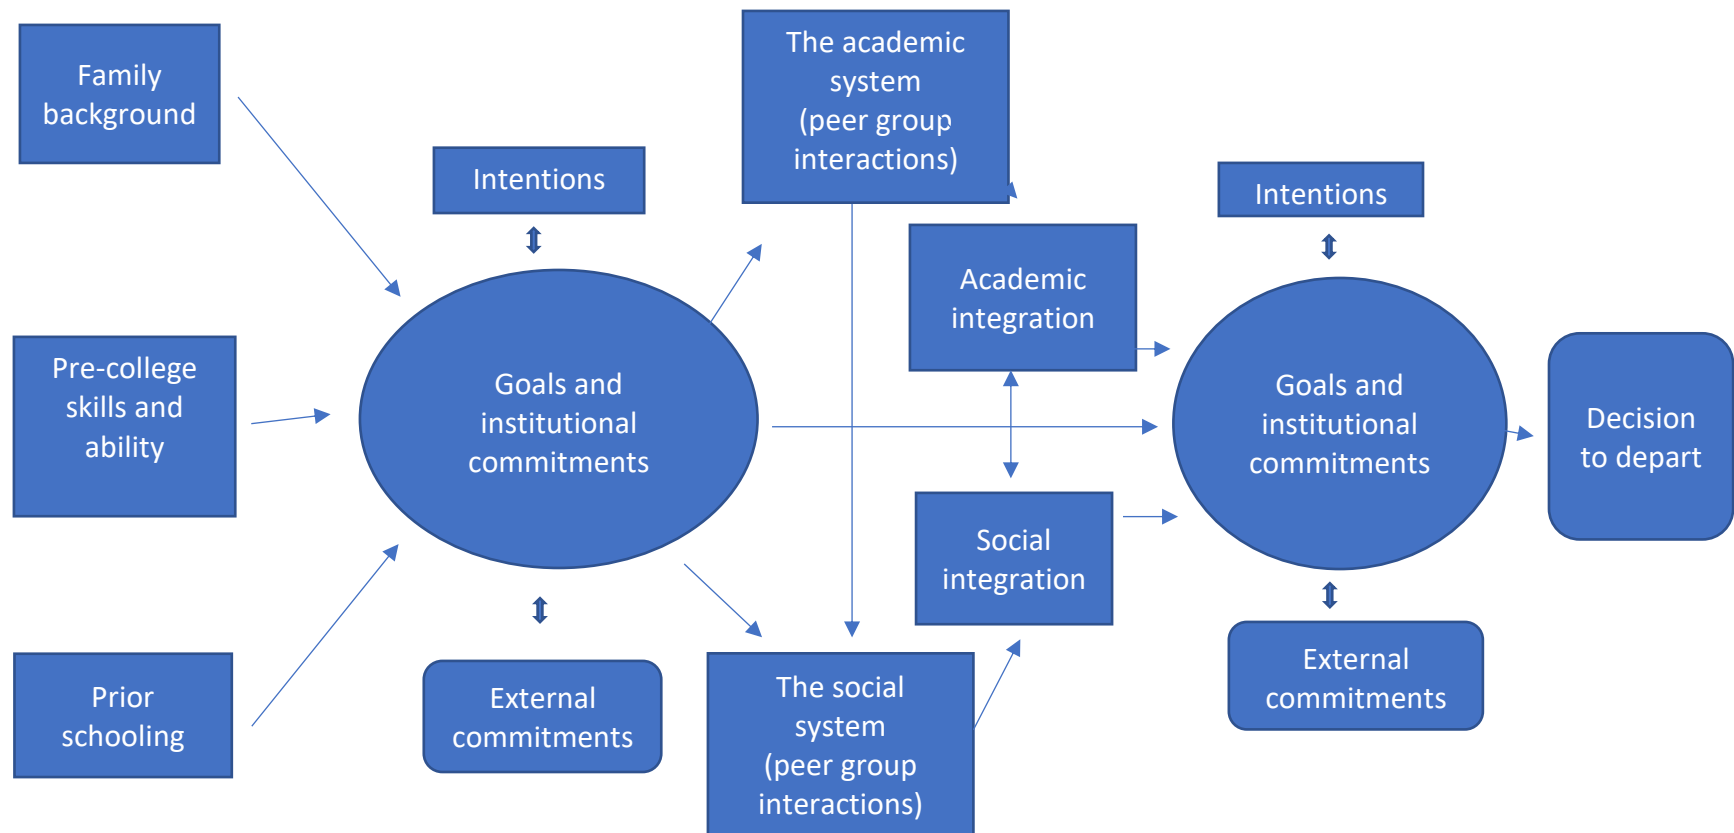 Family
background
Pre-college
skills and
ability
Prior
schooling
Intentions
Goals and
institutional
commitments
External
commitments
The academic
system
(peer group
interactions)
The social
system
(peer group
interactions)
Academic
integration
Social
integration
Intentions
Goals and
institutional
commitments
External
commitments
Decision
to depart